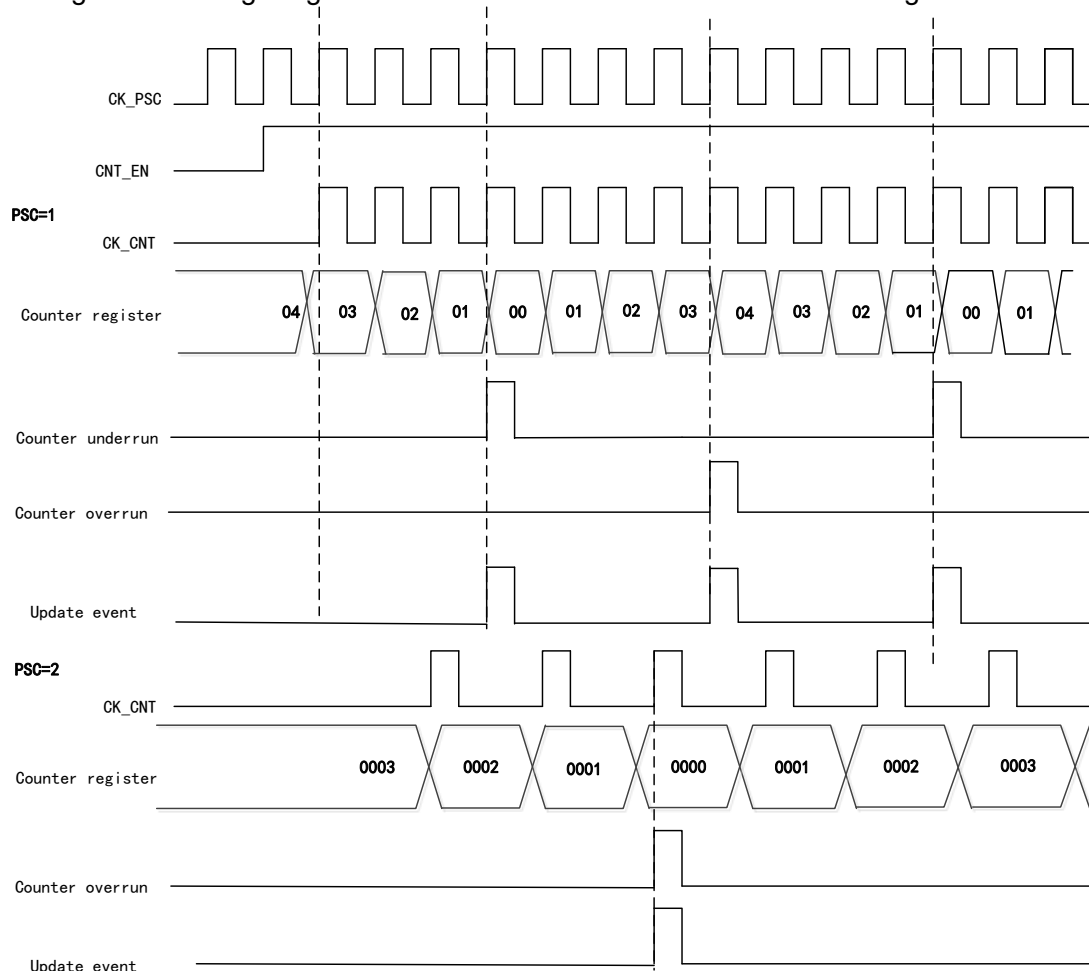 CK_PSC
CNT_EN
PSC=1
CK_CNT
Counter register 04 03 02 01 00 01 02 03 04 03 02 01 00 01
Counter underrun
Counter overrun
Update event
PSC=2
CK_CNT
Counter register 0003 0002 0001 0000 0001 0002 0003
Counter overrun
Update event